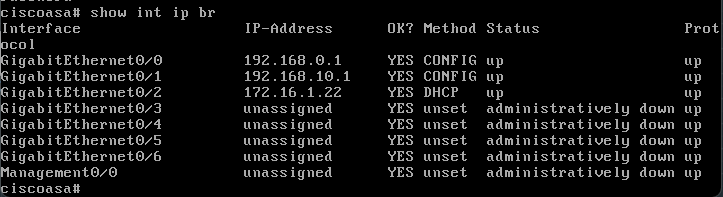 ciscoasa# show int ip br
Interface                  IP-Address      OK? Method Status                Prot
ocol
GigabitEthernet0/0         192.168.0.1     YES CONFIG up                    up
GigabitEthernet0/1         192.168.10.1    YES CONFIG up                    up
GigabitEthernet0/2         172.16.1.22     YES DHCP   up                    up
GigabitEthernet0/3         unassigned      YES unset  administratively down up
GigabitEthernet0/4         unassigned      YES unset  administratively down up
GigabitEthernet0/5         unassigned      YES unset  administratively down up
GigabitEthernet0/6         unassigned      YES unset  administratively down up
Management0/0              unassigned      YES unset  administratively down up
ciscoasa#